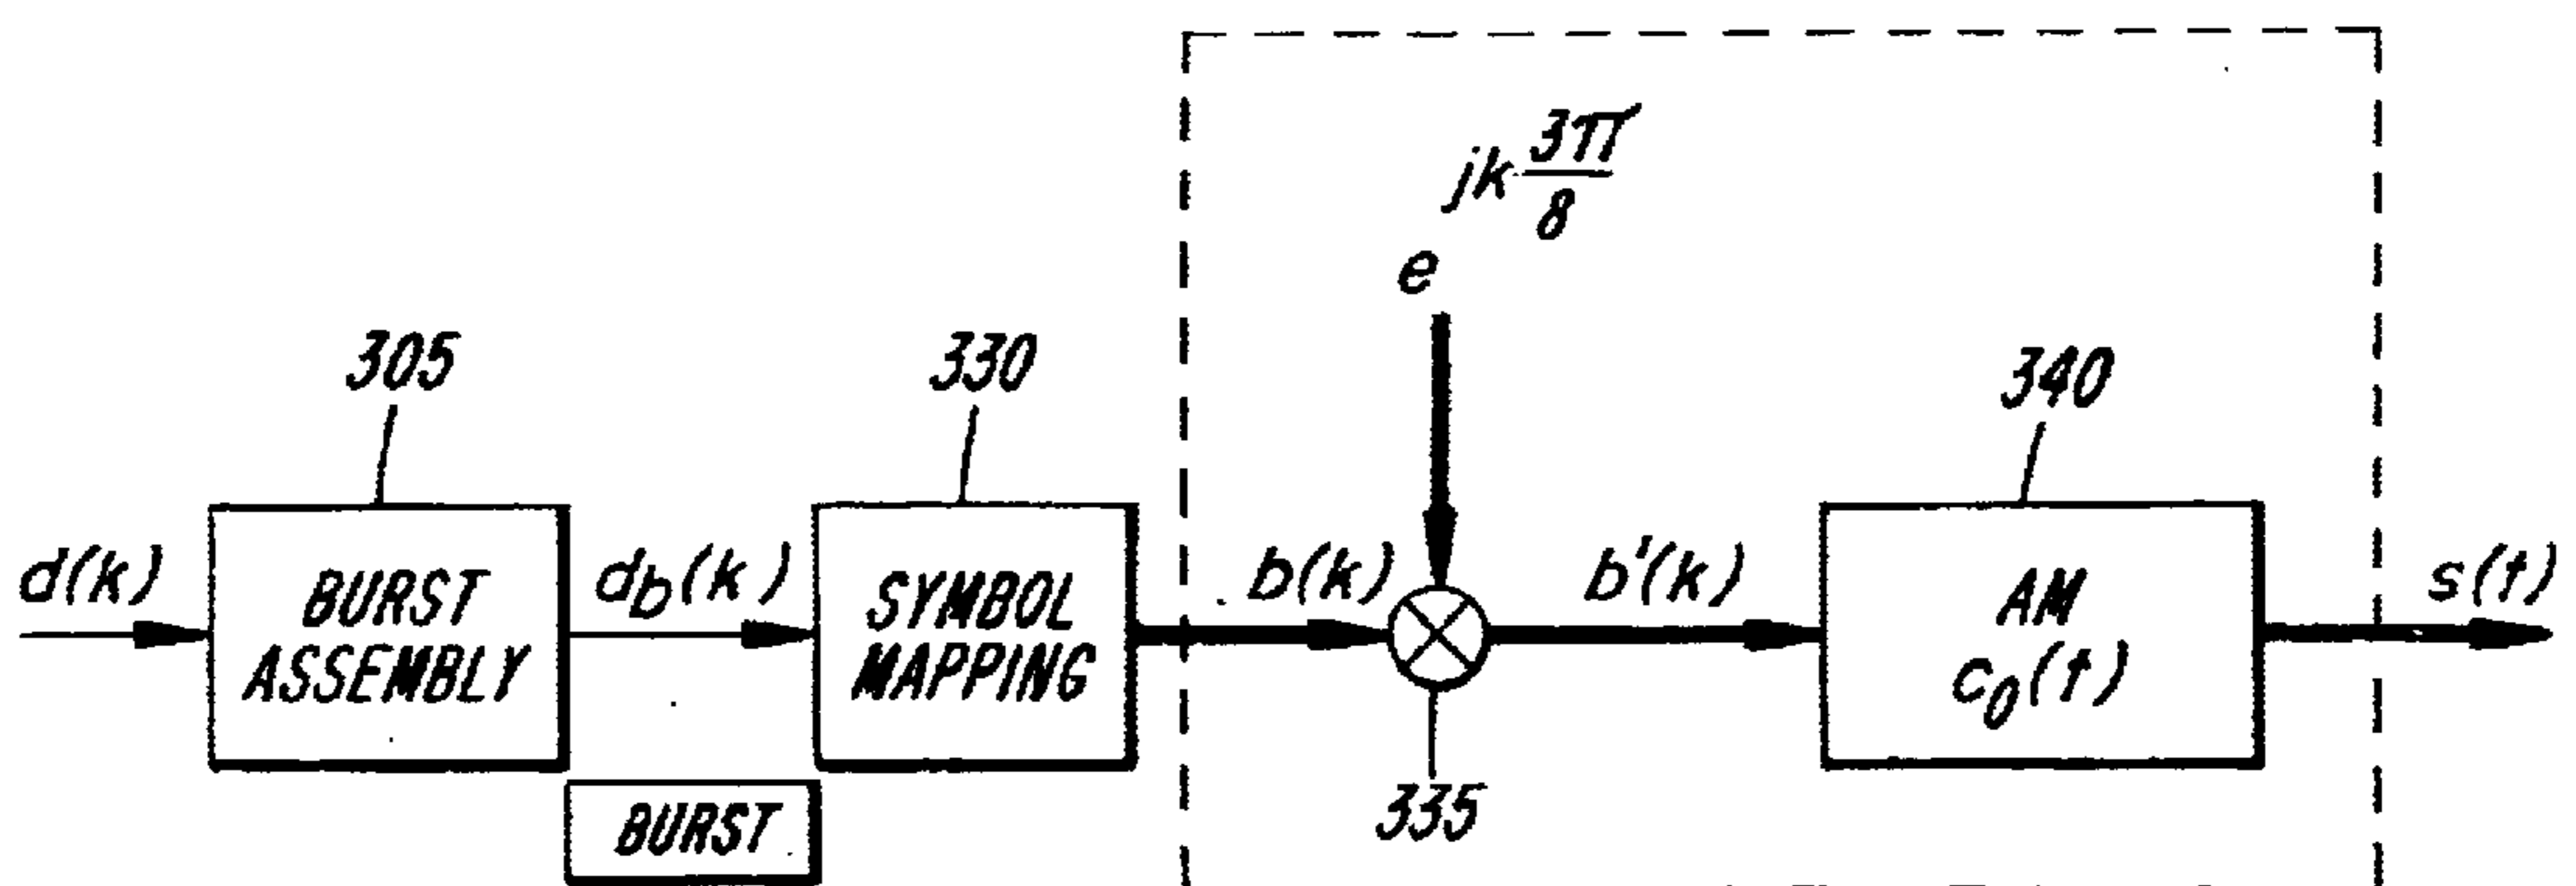 jk 3π/8
e
305
330
340
d(k)
BURST
ASSEMBLY
d_b(k)
SYMBOL
MAPPING
b(k)
b'(k)
AM
c_0(t)
s(t)
335
BURST